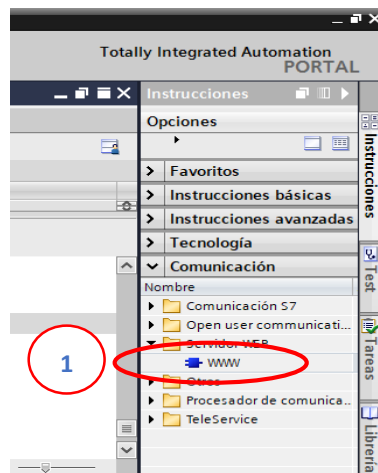 Totally Integrated Automation
PORTAL
Instrucciones
Opciones
Favoritos
Instrucciones básicas
Instrucciones avanzadas
Tecnología
Comunicación
Nombre
Comunicación S7
Open user communicati...
Servidor WEB
WWW
Otros
Procesador de comunica..
TeleService
1
Instrucciones
Test
Tareas
Librería